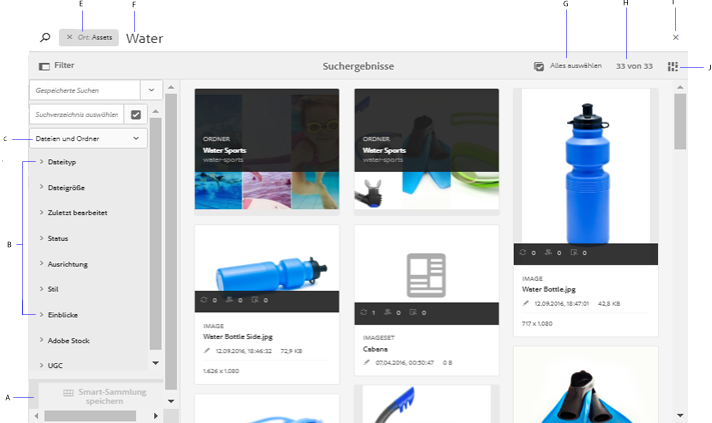 E
F
G
H
I
Ort: Assets
Water
Filter
Suchergebnisse
Alles auswählen
33 von 33
J
Gespeicherte Suchen
Suchverzeichnis auswählen
C
Dateien und Ordner
Dateityp
Dateigröße
Zuletzt bearbeitet
B
Status
Ausrichtung
Stil
Einblicke
Adobe Stock
UGC
A
Smart-Sammlung
speichern
ORDNER
Water Sports
water-sports
0 0 0
IMAGE
Water Bottle Side.jpg
12.09.2016, 18:46:32 72,9 KB
1.626 x 1.080
ORDNER
Water Sports
water-sports
1 0 0
IMAGESET
Cabana
07.04.2016, 00:50:47 0 B
0 0 0
IMAGE
Water Bottle.jpg
12.09.2016, 18:47:01 42,8 KB
717 x 1.080